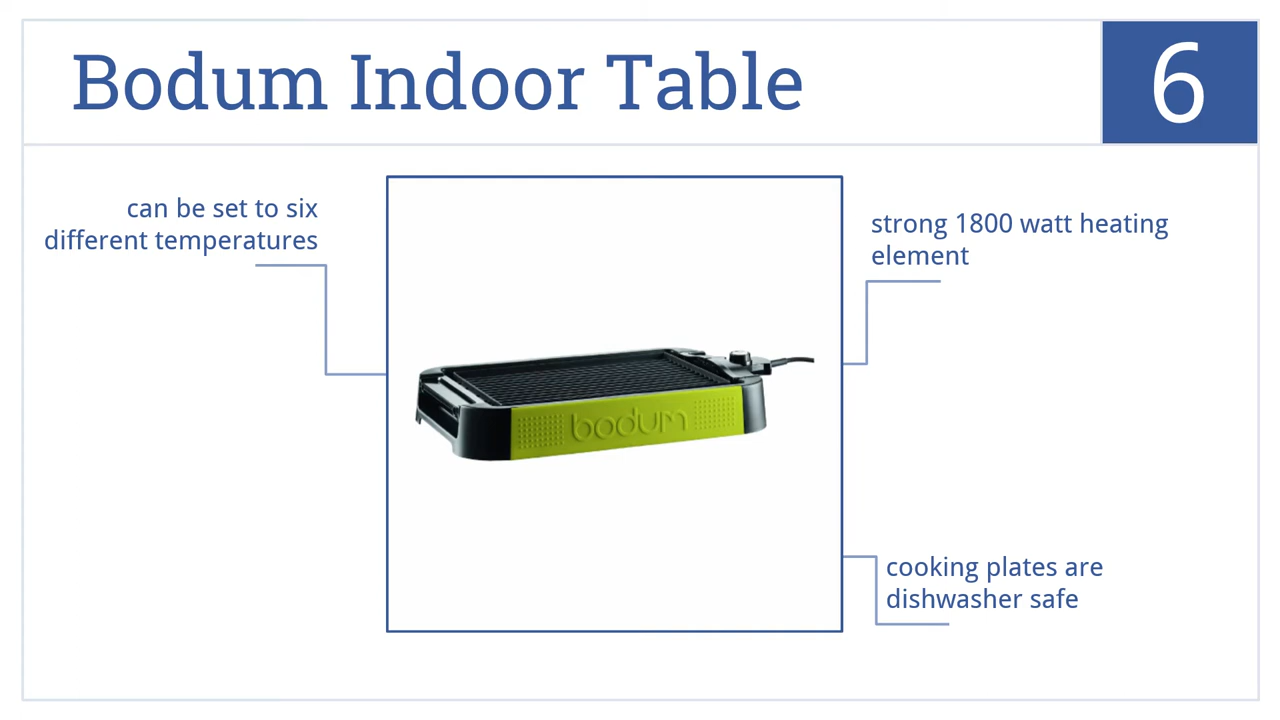 Bodum Indoor Table
6
can be set to six
different temperatures
strong 1800 watt heating
element
bodum
cooking plates are
dishwasher safe